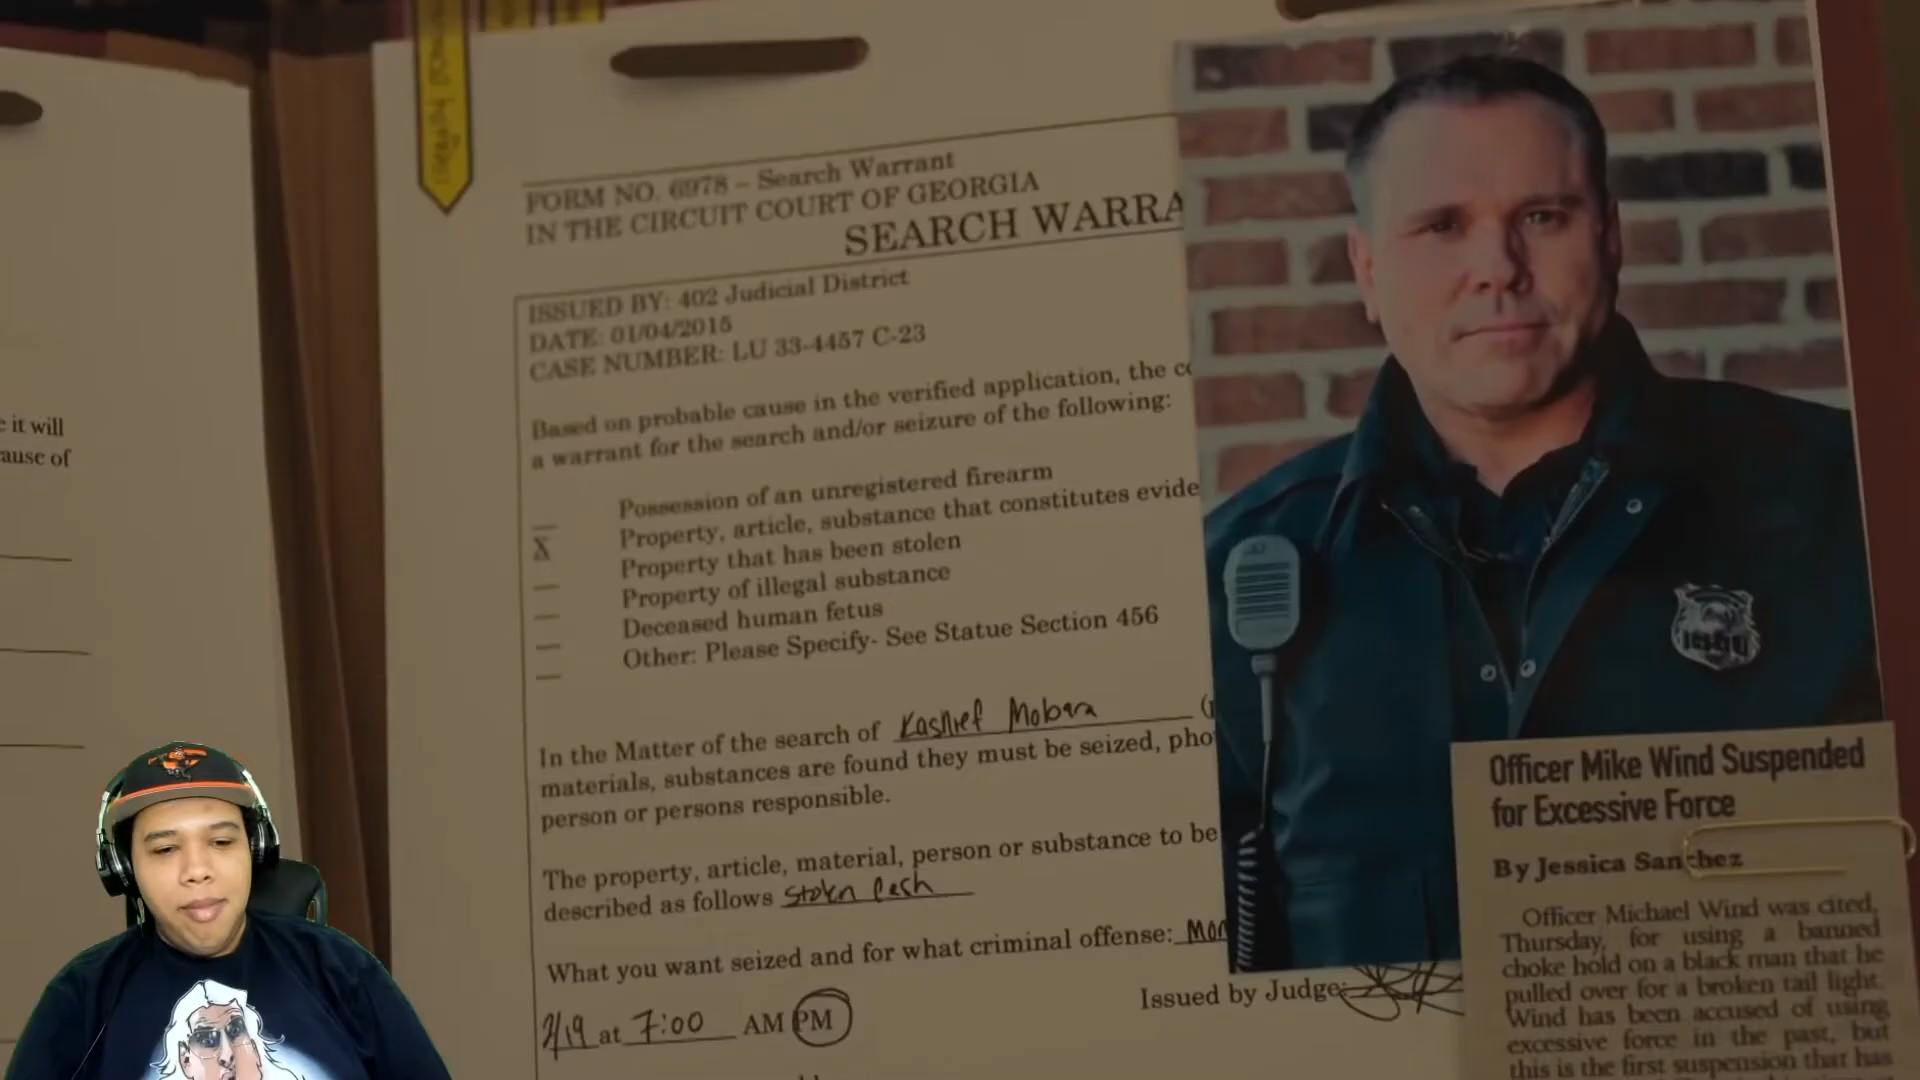 e it will
ause of
FORM NO. 6978 – Search Warrant
IN THE CIRCUIT COURT OF GEORGIA
SEARCH WARRA
ISSUED BY: 402 Judicial District
DATE: 01/04/2015
CASE NUMBER: LU 33-4457 C-23
Based on probable cause in the verified application, the co
a warrant for the search and/or seizure of the following:
Possession of an unregistered firearm
X Property, article, substance that constitutes evide
Property that has been stolen
Property of illegal substance
Deceased human fetus
Other: Please Specify- See Statue Section 456
In the Matter of the search of Kashief Mobara (
materials, substances are found they must be seized, pho
person or persons responsible.
The property, article, material, person or substance to be
described as follows Stolen Cash
What you want seized and for what criminal offense: Mon
at 7:00 AM PM
Issued by Judge:
Officer Mike Wind Suspended
for Excessive Force
By Jessica Sanchez
Officer Michael Wind was cited,
Thursday, for using a banned
choke hold on a black man that he
pulled over for a broken tail light.
Wind has been accused of using
excessive force in the past, but
this is the first suspension that has